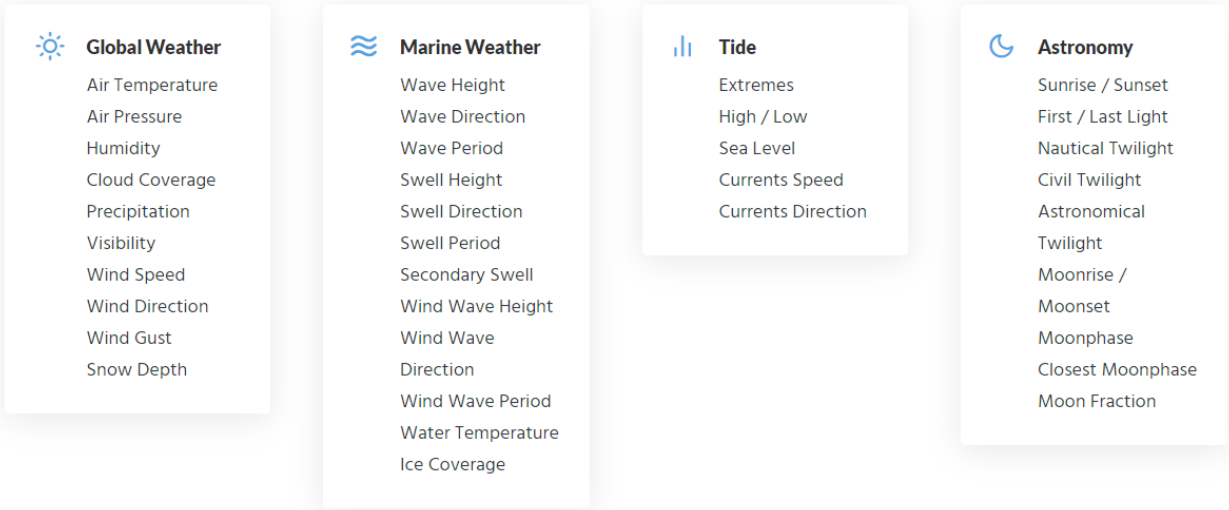 Global Weather
Air Temperature
Air Pressure
Humidity
Cloud Coverage
Precipitation
Visibility
Wind Speed
Wind Direction
Wind Gust
Snow Depth
Marine Weather
Wave Height
Wave Direction
Wave Period
Swell Height
Swell Direction
Swell Period
Secondary Swell
Wind Wave Height
Wind Wave
Direction
Wind Wave Period
Water Temperature
Ice Coverage
Tide
Extremes
High / Low
Sea Level
Currents Speed
Currents Direction
Astronomy
Sunrise / Sunset
First / Last Light
Nautical Twilight
Civil Twilight
Astronomical
Twilight
Moonrise /
Moonset
Moonphase
Closest Moonphase
Moon Fraction